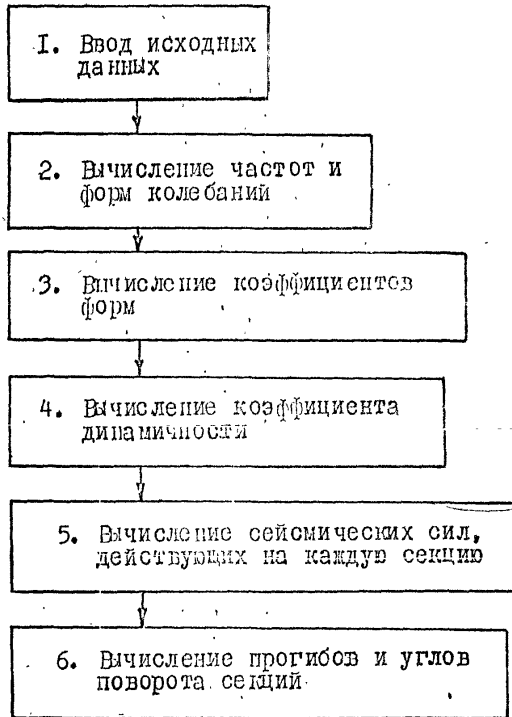 1. Ввод исходных
данных
2. Вычисление частот и
форм колебаний
3. Вычисление коэффициентов
форм
4. Вычисление коэффициента
динамичности
5. Вычисление сейсмических сил,
действующих на каждую секцию
6. Вычисление прогибов и углов
поворота секций